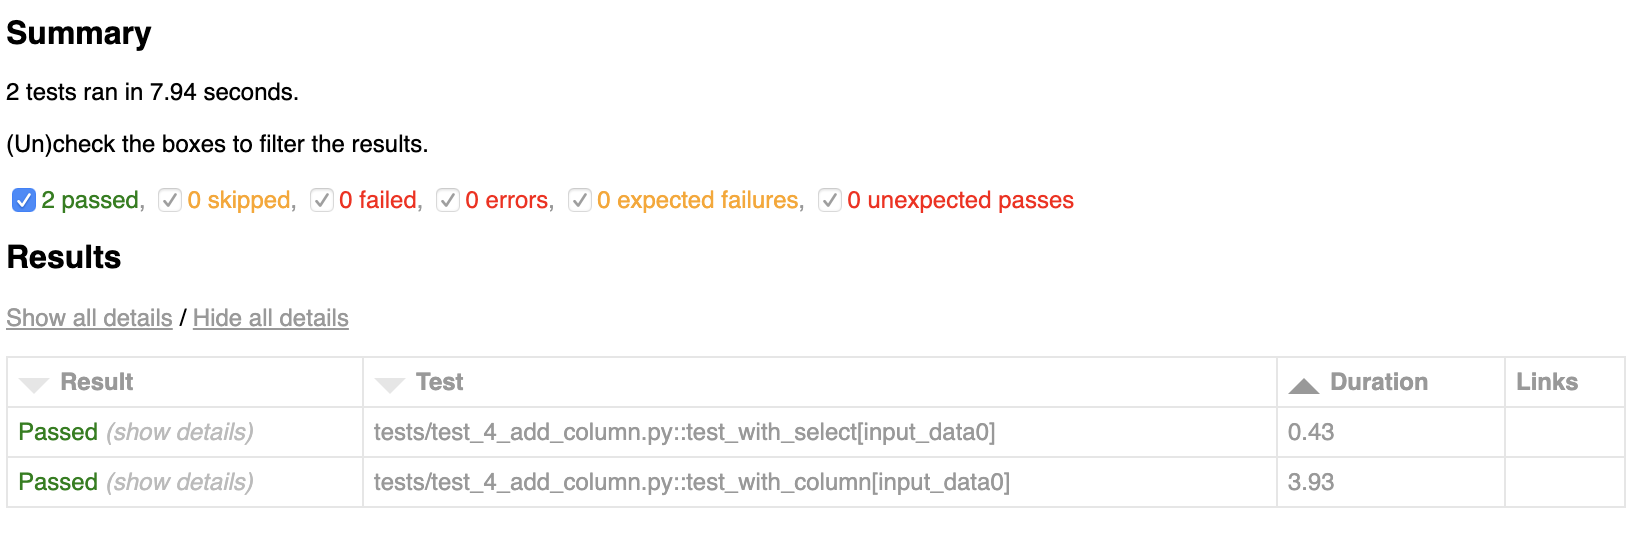 Summary
2 tests ran in 7.94 seconds.
(Un)check the boxes to filter the results.
2 passed, 0 skipped, 0 failed, 0 errors, 0 expected failures, 0 unexpected passes
Results
Show all details / Hide all details
Result Test Duration Links
Passed (show details) tests/test_4_add_column.py::test_with_select[input_data0] 0.43
Passed (show details) tests/test_4_add_column.py::test_with_column[input_data0] 3.93